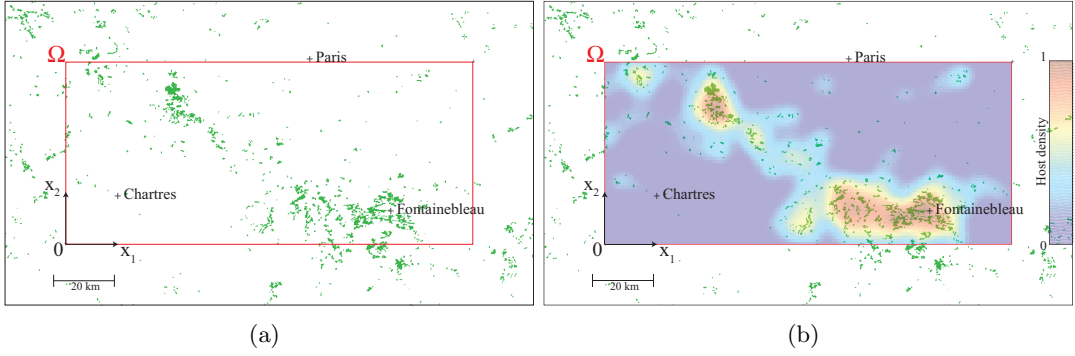 Ω
Paris
x2
Chartres
Fontainebleau
0
x1
20 km
(a)
Ω
Paris
x2
Chartres
Fontainebleau
0
x1
20 km
1
Host density
0
(b)